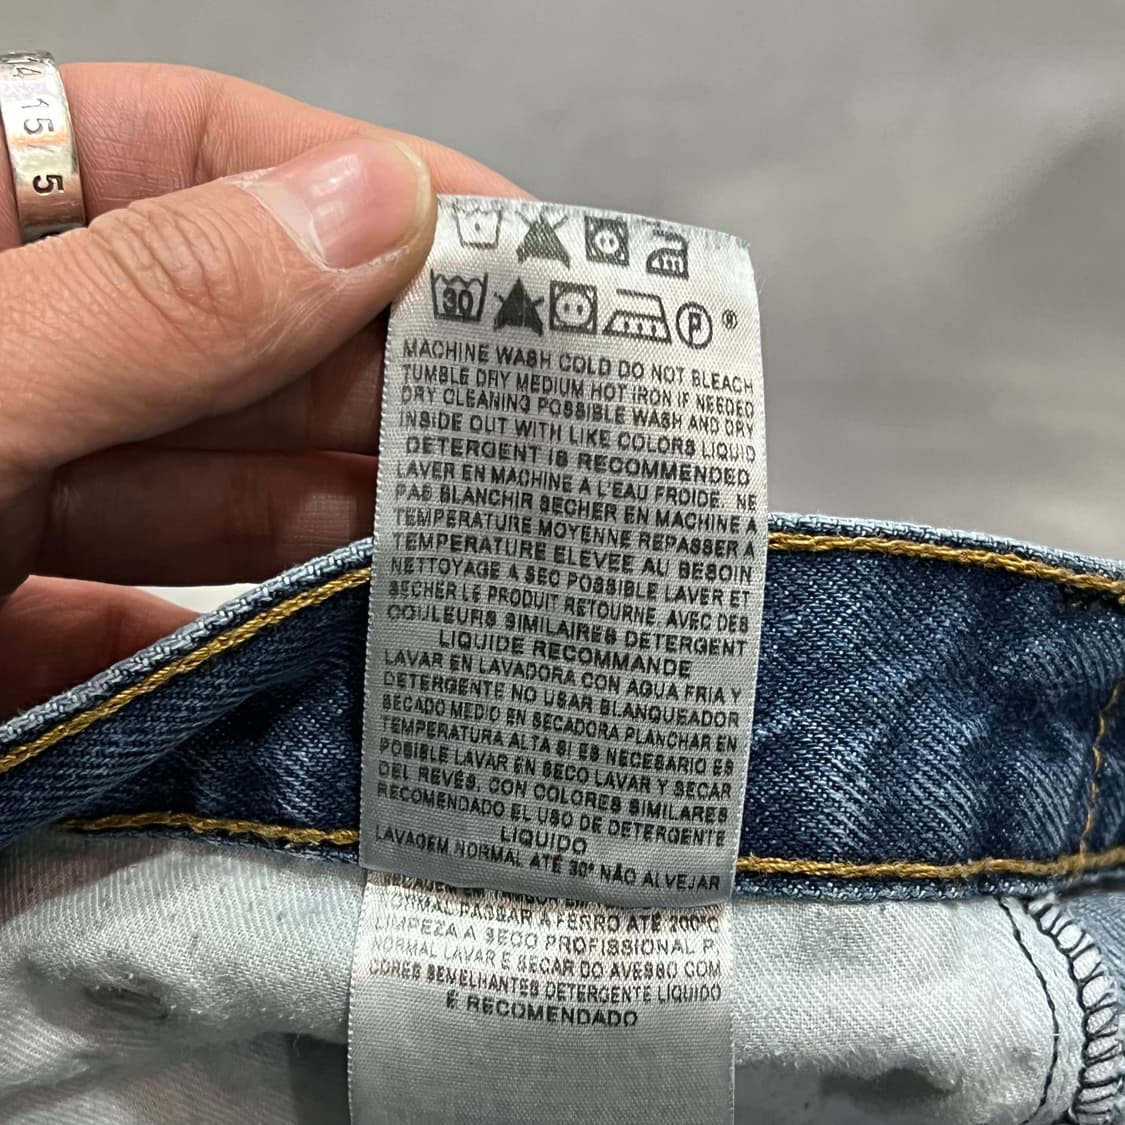 14 15
5
30
P ®
MACHINE WASH COLD DO NOT BLEACH
TUMBLE DRY MEDIUM HOT IRON IF NEEDED
DRY CLEANING POSSIBLE WASH AND DRY
INSIDE OUT WITH LIKE COLORS LIQUID
DETERGENT IS RECOMMENDED
LAVER EN MACHINE A L'EAU FROIDE NE
PAS BLANCHIR SECHER EN MACHINE A
TEMPERATURE MOYENNE REPASSER A
TEMPERATURE ELEVEE AU BESOIN
NETTOYAGE A SEC POSSIBLE LAVER ET
SECHER LE PRODUIT RETOURNE, AVEC DES
COULEURS SIMILAIRES DETERGENT
LIQUIDE RECOMMANDE
LAVAR EN LAVADORA CON AGUA FRIA Y
DETERGENTE NO USAR BLANQUEADOR
SECADO MEDIO EN SECADORA PLANCHAR EN
TEMPERATURA ALTA SI ES NECESARIO ES
POSIBLE LAVAR EN SECO LAVAR Y SECAR
DEL REVÉS, CON COLORES SIMILARES
RECOMENDADO EL USO DE DETERGENTE
LIQUIDO
LAVAGEM NORMAL ATÉ 30° NÃO ALVEJAR
PASSAR A FERRO ATÉ 200°C
LIMPEZA A SECO PROFISSIONAL P
NORMAL LAVAR E SECAR DO AVESSO COM
CORES SEMELHANTES DETERGENTE LIQUIDO
É RECOMENDADO